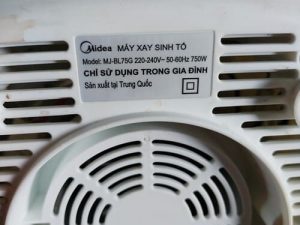 Midea MÁY XAY SINH TỐ
Model: MJ-BL75G 220-240V~ 50-60Hz 750W
CHỈ SỬ DỤNG TRONG GIA ĐÌNH
Sản xuất tại Trung Quốc